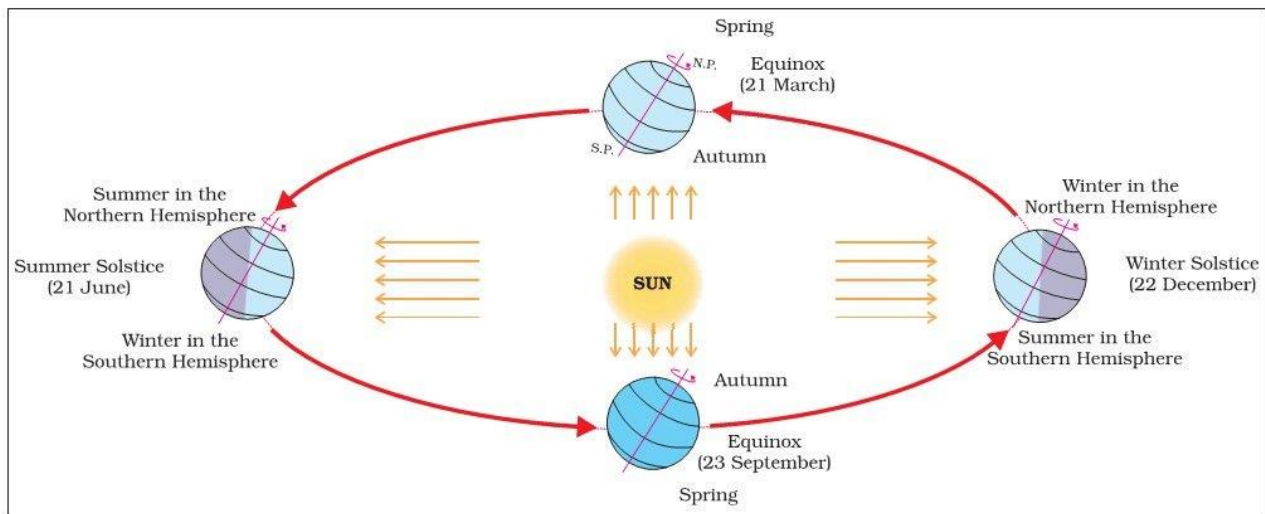 Spring
N.P.
Equinox
(21 March)
S.P.
Autumn
Summer in the
Northern Hemisphere
Winter in the
Northern Hemisphere
Summer Solstice
(21 June)
SUN
Winter Solstice
(22 December)
Winter in the
Southern Hemisphere
Summer in the
Southern Hemisphere
Autumn
Equinox
(23 September)
Spring